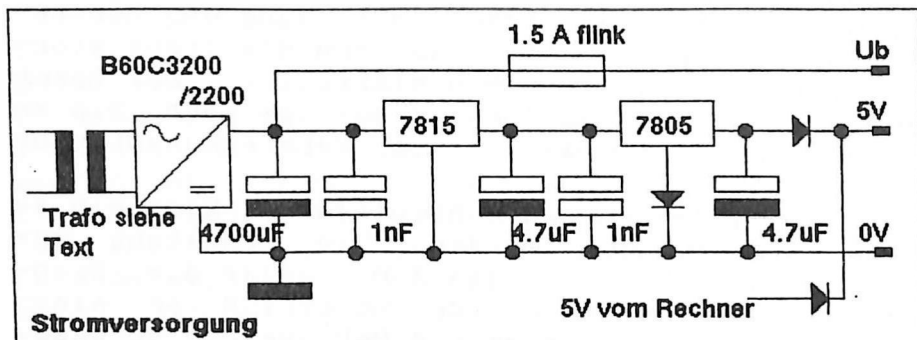 1.5 A flink
Ub
B60C3200
/2200
5V
7815
7805
Trafo siehe
Text
4700uF
1nF
4.7uF
1nF
4.7uF
0V
5V vom Rechner
Stromversorgung